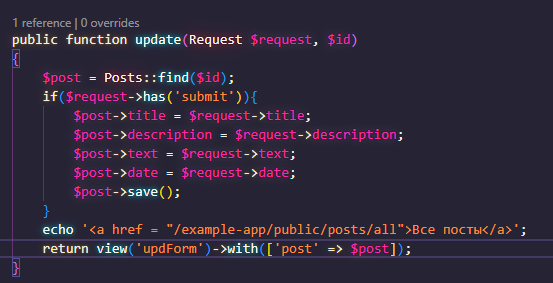 1 reference | 0 overrides
public function update(Request $request, $id)
{
    $post = Posts::find($id);
    if($request->has('submit')){
        $post->title = $request->title;
        $post->description = $request->description;
        $post->text = $request->text;
        $post->date = $request->date;
        $post->save();
    }
    echo '<a href = "/example-app/public/posts/all">Все посты</a>';
    return view('updForm')->with(['post' => $post]);
}